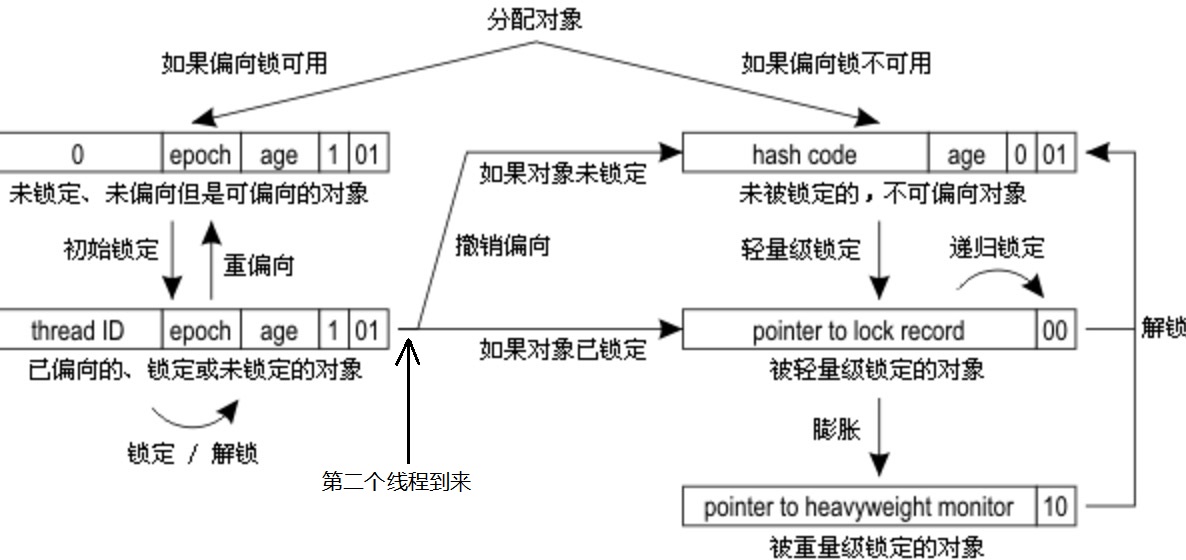 分配对象
如果偏向锁可用
如果偏向锁不可用
0 epoch age 1 01
hash code age 0 01
未锁定、未偏向但是可偏向的对象
如果对象未锁定
未被锁定的，不可偏向对象
初始锁定
重偏向
撤销偏向
轻量级锁定
递归锁定
thread ID epoch age 1 01
pointer to lock record 00
解锁
已偏向的、锁定或未锁定的对象
如果对象已锁定
被轻量级锁定的对象
锁定 / 解锁
膨胀
第二个线程到来
pointer to heavyweight monitor 10
被重量级锁定的对象